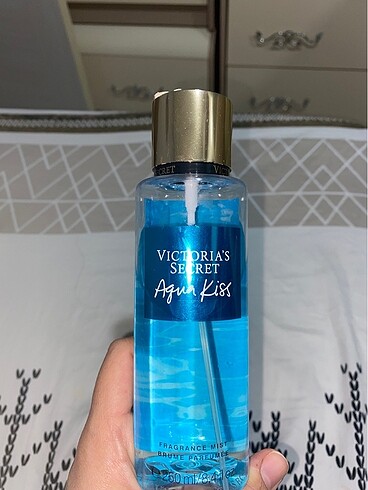 VICTORIA'S
SECRET
Aqua Kiss
FRAGRANCE MIST
BRUME PARFUMÉE